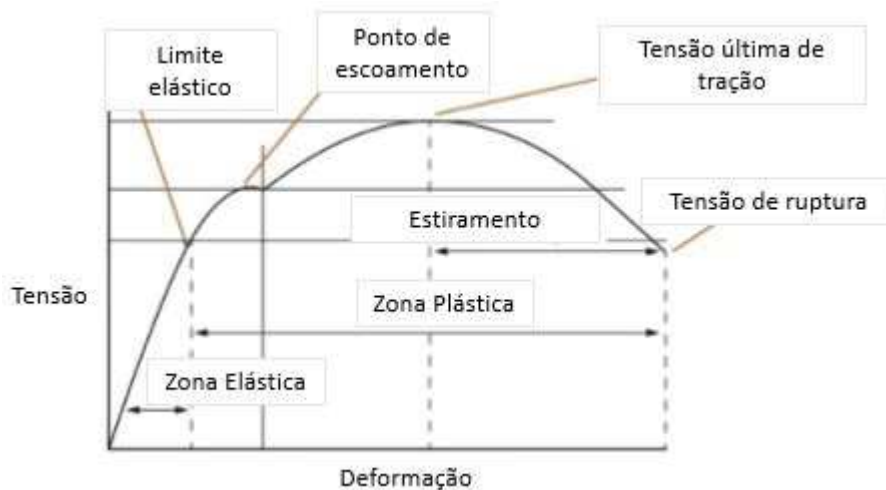 Limite
elástico
Ponto de
escoamento
Tensão última de
tração
Tensão de ruptura
Estiramento
Tensão
Zona Plástica
Zona Elástica
Deformação